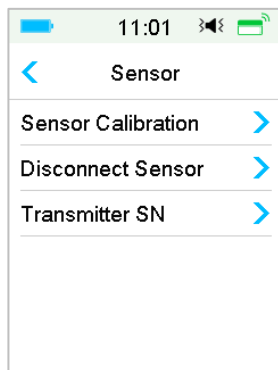 11:01
Sensor
Sensor Calibration
Disconnect Sensor
Transmitter SN